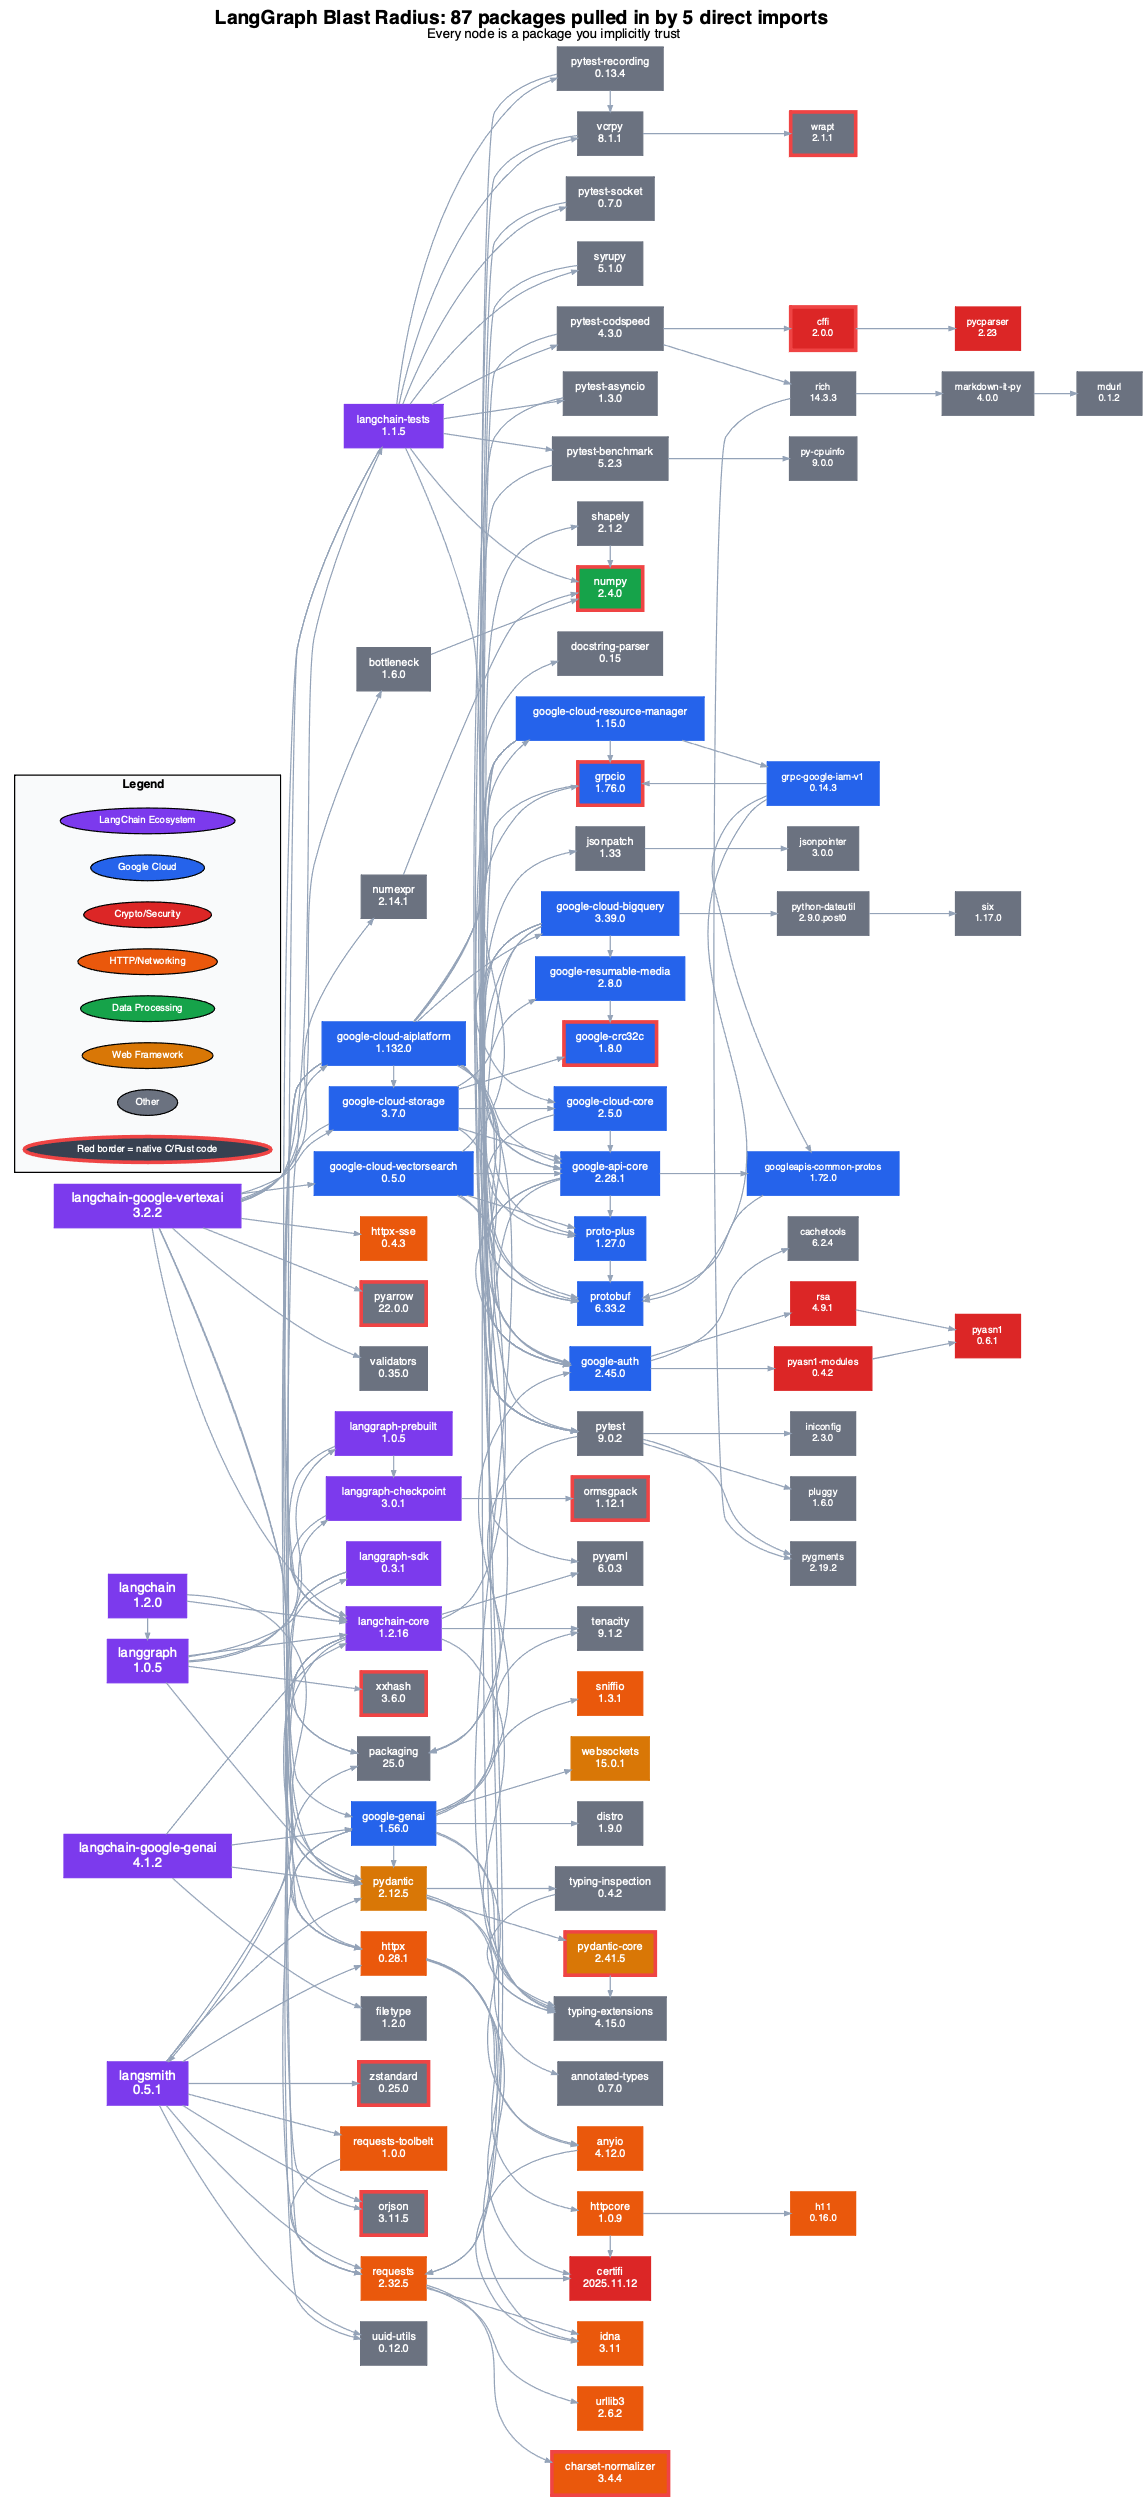 LangGraph Blast Radius: 87 packages pulled in by 5 direct imports
Every node is a package you implicitly trust
pytest-recording
0.13.4
vcrpy
8.1.1
wrapt
2.1.1
pytest-socket
0.7.0
syrupy
5.1.0
pytest-codspeed
4.3.0
cffi
2.0.0
pycparser
2.23
pytest-asyncio
1.3.0
rich
14.3.3
markdown-it-py
4.0.0
mdurl
0.1.2
langchain-tests
1.1.5
pytest-benchmark
5.2.3
py-cpuinfo
9.0.0
shapely
2.1.2
numpy
2.4.0
docstring-parser
0.15
bottleneck
1.6.0
google-cloud-resource-manager
1.15.0
grpcio
1.76.0
grpc-google-iam-v1
0.14.3
Legend
LangChain Ecosystem
Google Cloud
Crypto/Security
HTTP/Networking
Data Processing
Web Framework
Other
Red border = native C/Rust code
jsonpatch
1.33
jsonpointer
3.0.0
numexpr
2.14.1
google-cloud-bigquery
3.39.0
python-dateutil
2.9.0.post0
six
1.17.0
google-resumable-media
2.8.0
google-cloud-aiplatform
1.132.0
google-crc32c
1.8.0
google-cloud-storage
3.7.0
google-cloud-core
2.5.0
google-cloud-vectorsearch
0.5.0
google-api-core
2.28.1
googleapis-common-protos
1.72.0
langchain-google-vertexai
3.2.2
httpx-sse
0.4.3
proto-plus
1.27.0
cachetools
6.2.4
pyarrow
22.0.0
protobuf
6.33.2
rsa
4.9.1
pyasn1
0.6.1
validators
0.35.0
google-auth
2.45.0
pyasn1-modules
0.4.2
langgraph-prebuilt
1.0.5
pytest
9.0.2
iniconfig
2.3.0
langgraph-checkpoint
3.0.1
ormsgpack
1.12.1
pluggy
1.6.0
langgraph-sdk
0.3.1
pyyaml
6.0.3
pygments
2.19.2
langchain
1.2.0
langchain-core
1.2.16
tenacity
9.1.2
langgraph
1.0.5
xxhash
3.6.0
sniffio
1.3.1
packaging
25.0
websockets
15.0.1
google-genai
1.56.0
distro
1.9.0
langchain-google-genai
4.1.2
pydantic
2.12.5
typing-inspection
0.4.2
httpx
0.28.1
pydantic-core
2.41.5
filetype
1.2.0
typing-extensions
4.15.0
langsmith
0.5.1
zstandard
0.25.0
annotated-types
0.7.0
requests-toolbelt
1.0.0
anyio
4.12.0
orjson
3.11.5
httpcore
1.0.9
h11
0.16.0
requests
2.32.5
certifi
2025.11.12
uuid-utils
0.12.0
idna
3.11
urllib3
2.6.2
charset-normalizer
3.4.4